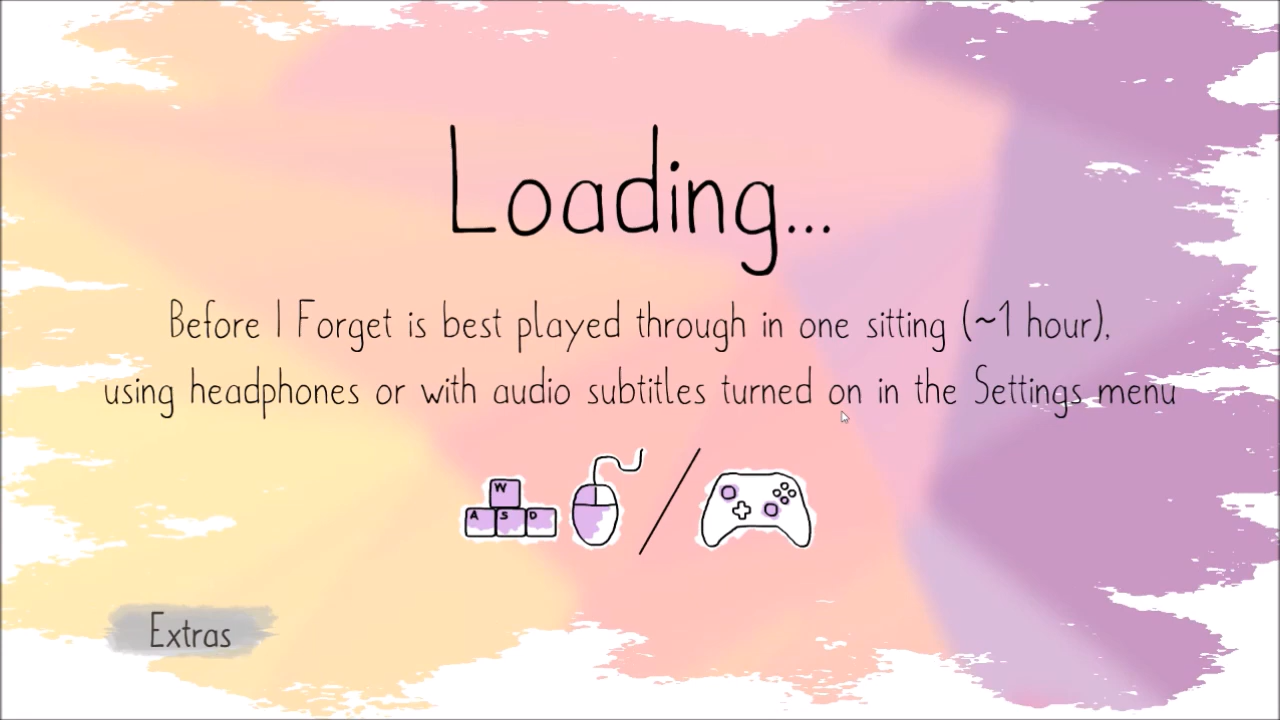 Loading...
Before I Forget is best played through in one sitting (~1 hour),
using headphones or with audio subtitles turned on in the Settings menu
W
A S D
Extras